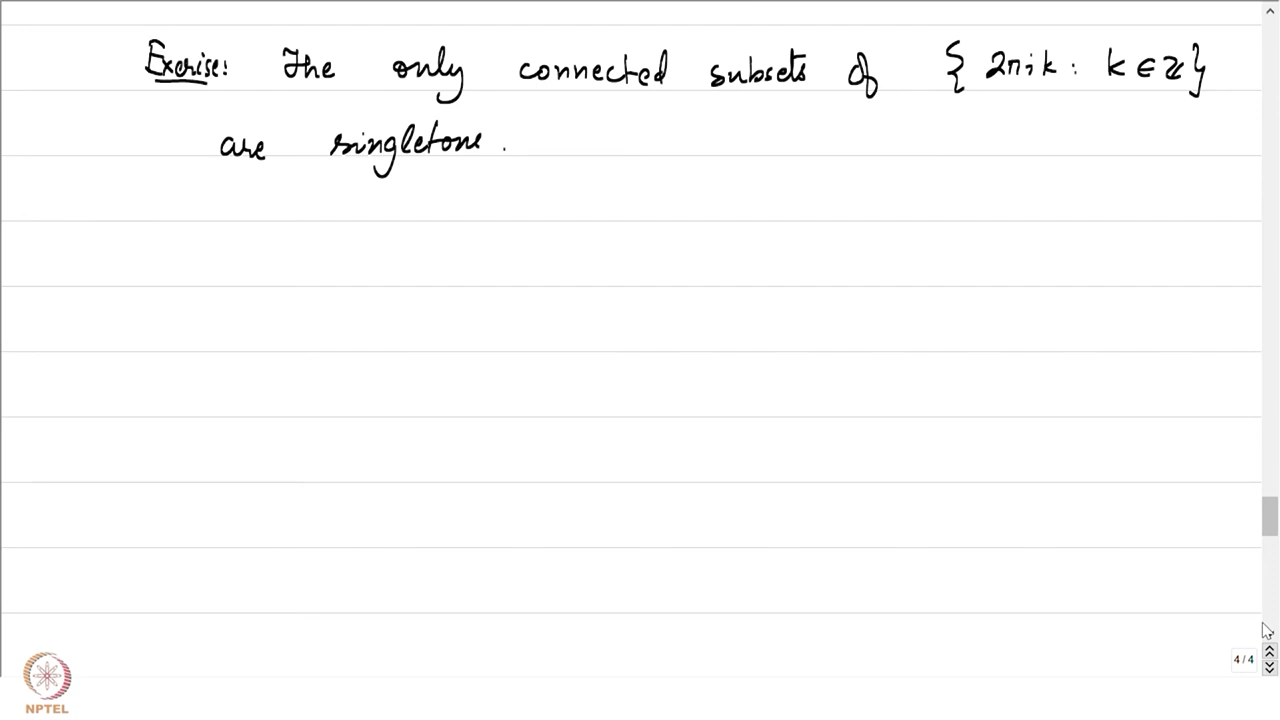 Exercise: The only connected subsets of { 2πik : k ∈ ℤ }
are singletons.
4 / 4
NPTEL